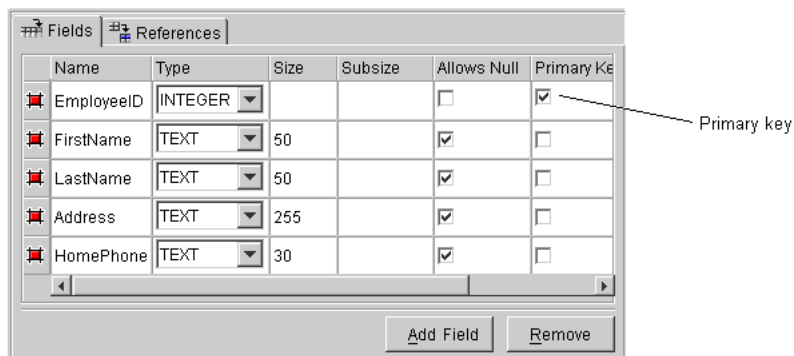 Fields References
Name Type Size Subsize Allows Null Primary Ke
EmployeeID INTEGER
Primary key
FirstName TEXT 50
LastName TEXT 50
Address TEXT 255
HomePhone TEXT 30
Add Field Remove